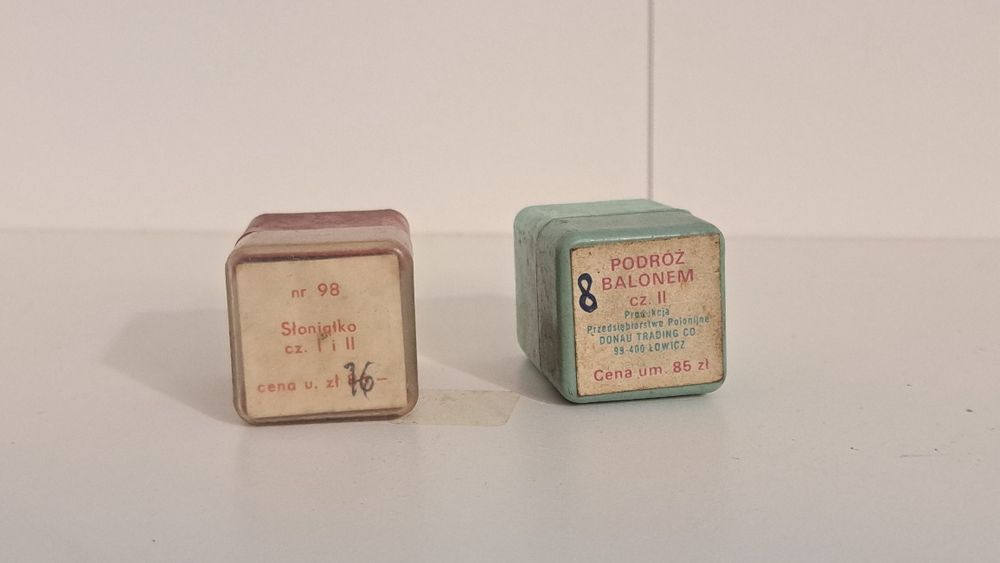 nr 98
Słoniątko
cz. I i II
cena u. zł
76
8
PODRÓŻ
BALONEM
cz. II
Produkcja
Przedsiębiorstwo Polonijne
DONAU TRADING CO.
99-400 ŁOWICZ
Cena um. 85 zł